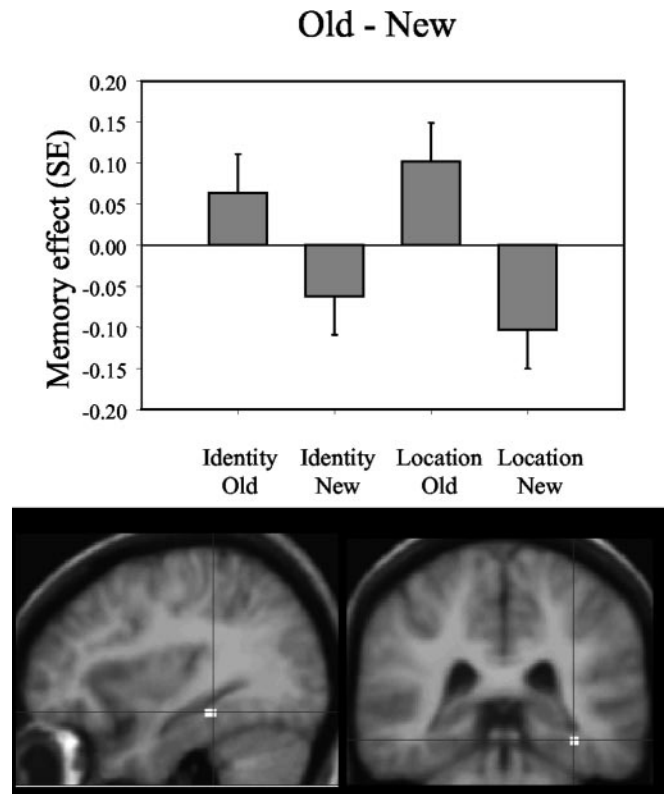 Old - New
Memory effect (SE)
0.20
0.15
0.10
0.05
0.00
-0.05
-0.10
-0.15
-0.20
Identity Identity Location Location
Old New Old New